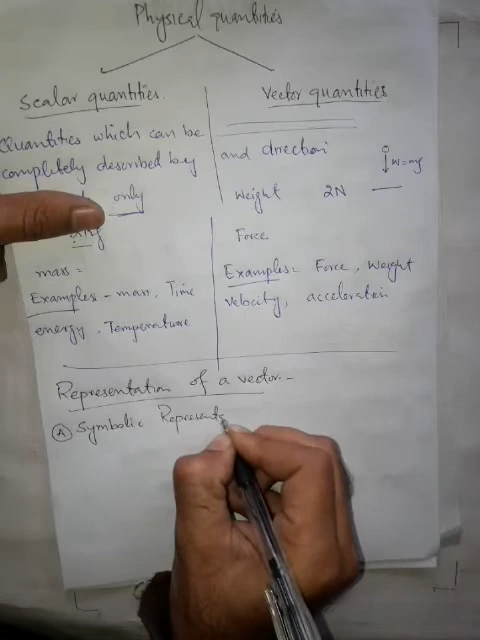 Physical quantities
Scalar quantities.
Quantities which can be
completely described by
only
mass =
Examples - mass, Time
energy, Temperature
Vector quantities
and direction
W=mg
Weight 2N
Force
Examples: Force, Weight
velocity, acceleration
Representation of a vector.-
(A) Symbolic Represent